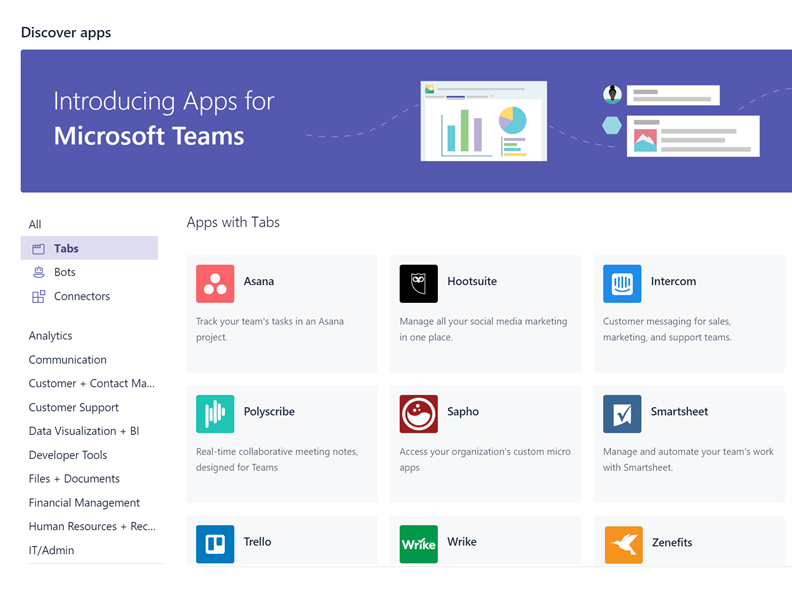 Discover apps
Introducing Apps for
Microsoft Teams
All
Tabs
Bots
Connectors
Analytics
Communication
Customer + Contact Ma...
Customer Support
Data Visualization + BI
Developer Tools
Files + Documents
Financial Management
Human Resources + Rec...
IT/Admin
Apps with Tabs
Asana
Track your team's tasks in an Asana
project.
Hootsuite
Manage all your social media marketing
in one place.
Intercom
Customer messaging for sales,
marketing, and support teams.
Polyscribe
Real-time collaborative meeting notes,
designed for Teams
Sapho
Access your organization's custom micro
apps
Smartsheet
Manage and automate your team's work
with Smartsheet.
Trello
Wrike
Wrike
Zenefits